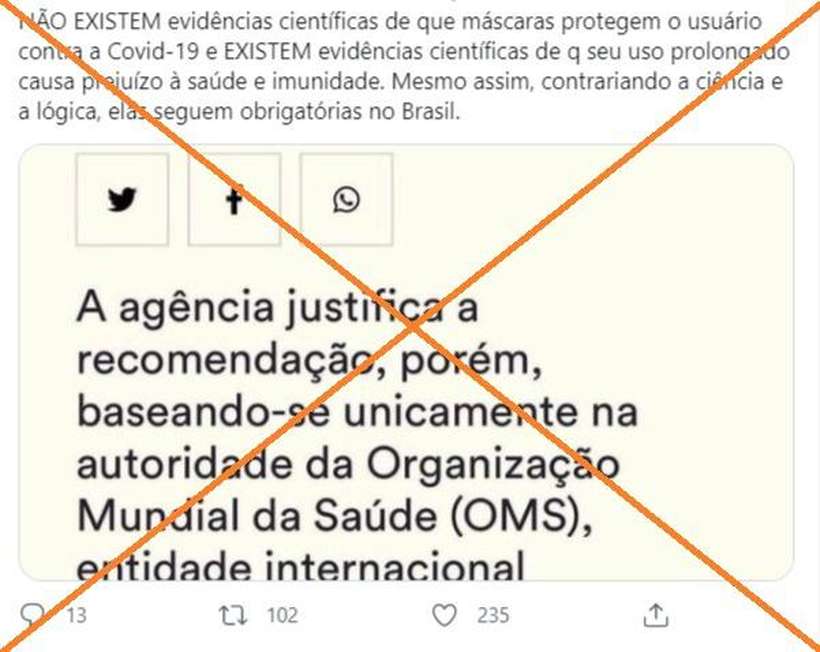 NÃO EXISTEM evidências científicas de que máscaras protegem o usuário
contra a Covid-19 e EXISTEM evidências científicas de q seu uso prolongado
causa prejuízo à saúde e imunidade. Mesmo assim, contrariando a ciência e
a lógica, elas seguem obrigatórias no Brasil.
A agência justifica a
recomendação, porém,
baseando-se unicamente na
autoridade da Organização
Mundial da Saúde (OMS),
entidade internacional
13 102 235